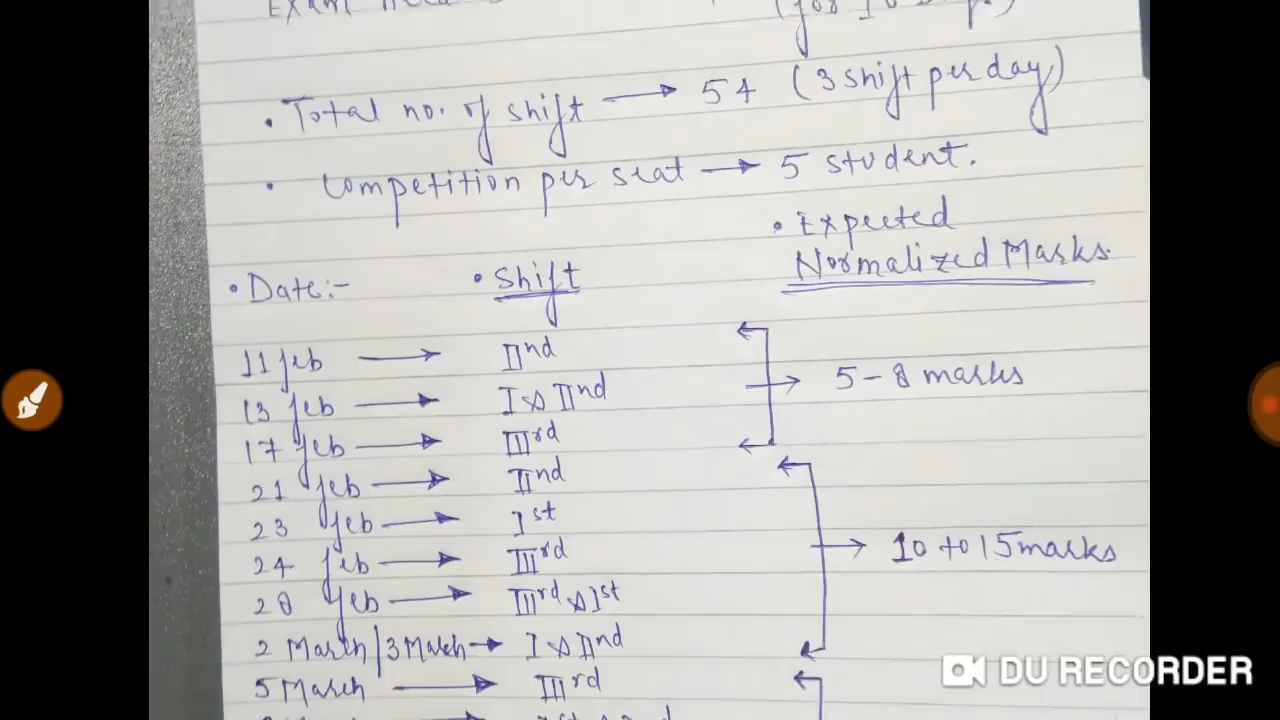 (for 18 Days)
• Total no. of shift → 54 (3 shift per day)
• Competition per seat → 5 student.
• Expected
Normalized Marks.
• Date:- • Shift
11 feb → IInd
13 feb → I & IInd
5-8 marks
17 feb → IIIrd
21 feb → IInd
23 feb → Ist
24 feb → IIIrd
10 to 15 marks
28 feb → IIIrd & Ist
2 March/3 March → I & IInd
5 March → IIIrd
DU RECORDER